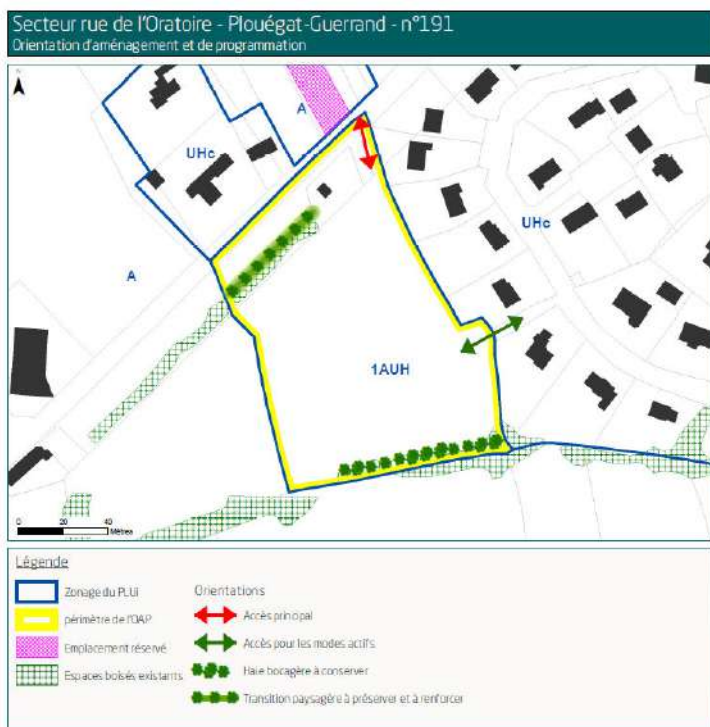 Secteur rue de l'Oratoire - Plouégat-Guerrand - n°191
Orientation d'aménagement et de programmation
A
UHc
UHc
A
1AUH
0 20 40
Mètres
Légende
Zonage du PLUi
périmètre de l'OAP
Emplacement réservé
Espaces boisés existants
Orientations
Accès principal
Accès pour les modes actifs
Haie bocagère à conserver
Transition paysagère à préserver et à renforcer